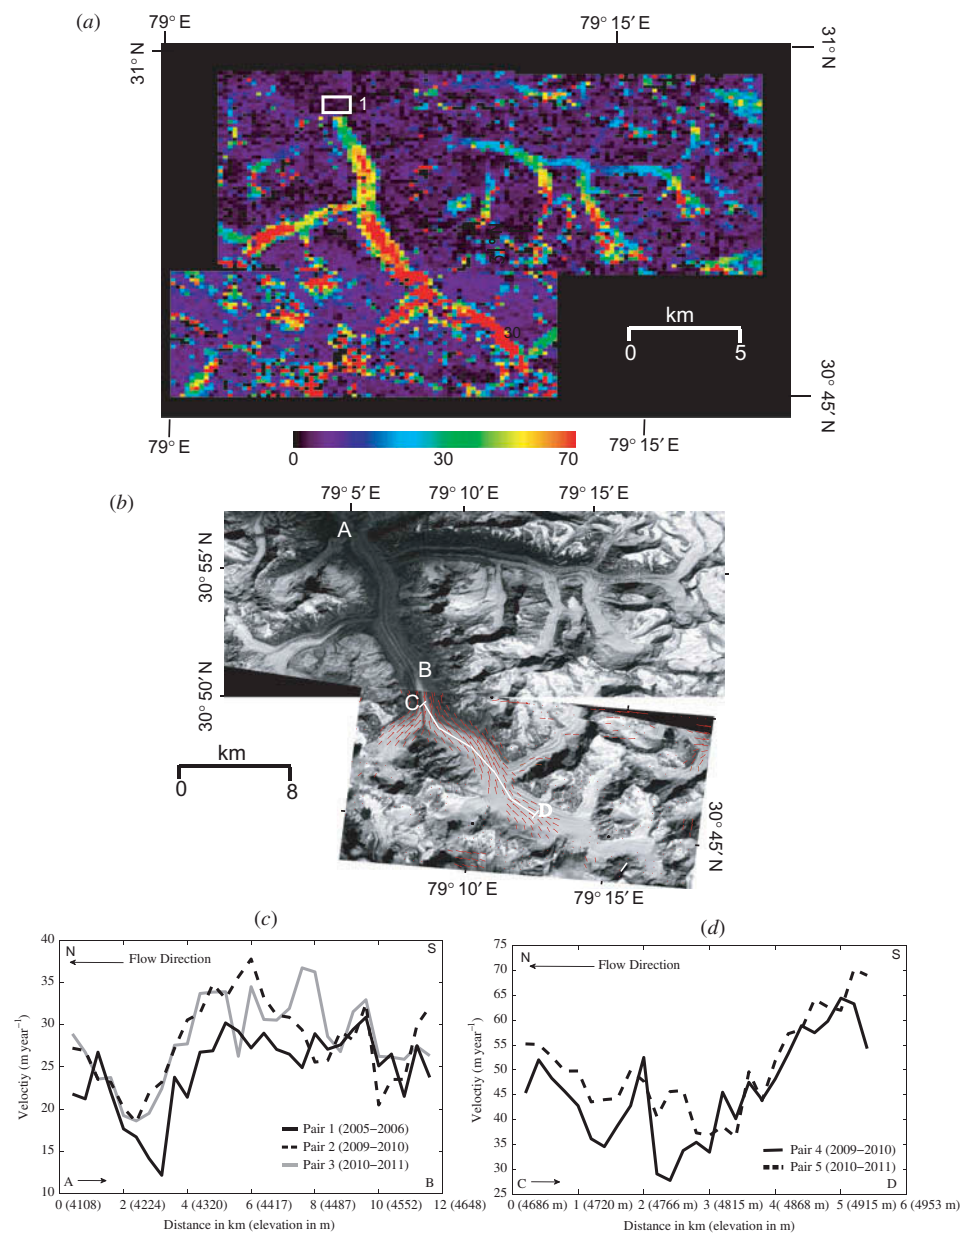 (a)
79° E
79° 15′ E
31° N
31° N
1
30
km
0 5
30° 45′ N
79° E
79° 15′ E
0 30 70
(b)
79° 5′ E 79° 10′ E 79° 15′ E
A
30° 55′ N
B
30° 50′ N
C
km
0 8
D
30° 45′ N
79° 10′ E
79° 15′ E
(c)
40
35
30
25
20
15
10
N
S
Flow Direction
Veloctiy (m year⁻¹)
Pair 1 (2005–2006)
Pair 2 (2009–2010)
Pair 3 (2010–2011)
A
B
0 (4108) 2 (4224) 4 (4320) 6 (4417) 8 (4487) 10 (4552) 12 (4648)
Distance in km (elevation in m)
(d)
75
70
65
60
55
50
45
40
35
30
25
N
S
Flow Direction
Velocity (m year⁻¹)
Pair 4 (2009–2010)
Pair 5 (2010–2011)
C
D
0 (4686 m) 1 (4720 m) 2 (4766 m) 3 (4815 m) 4( 4868 m) 5 (4915 m) 6 (4953 m)
Distance in km (elevation in m)